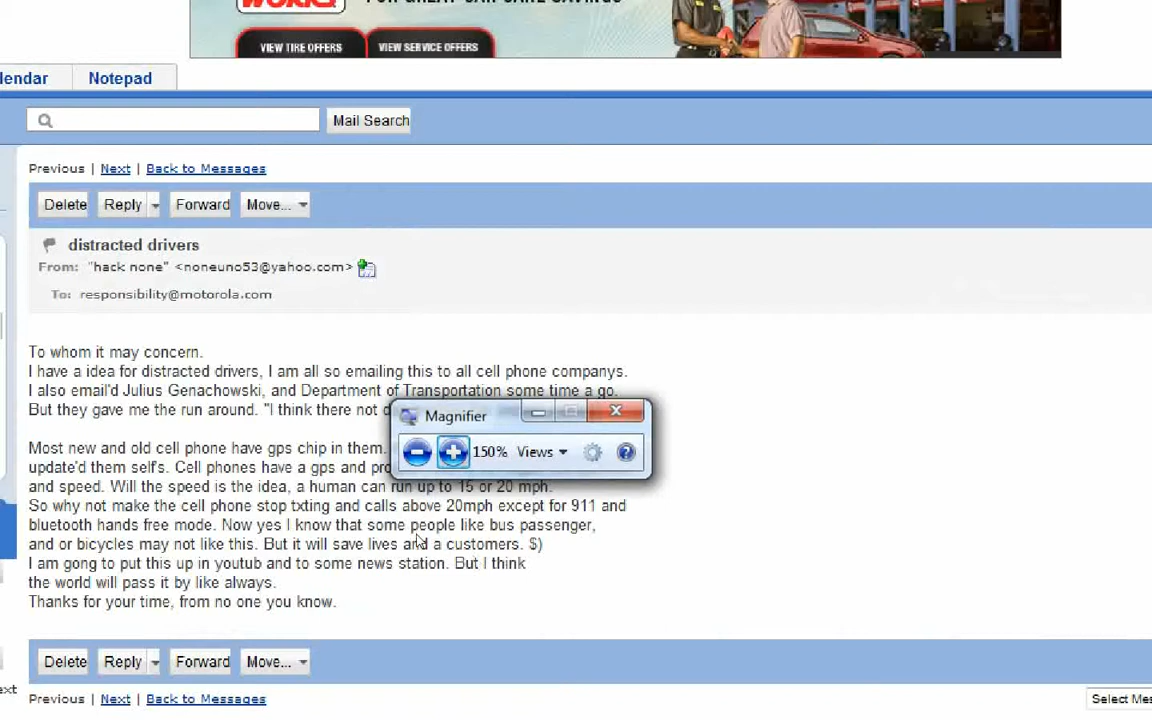 FOR GREAT CAR CARE SAVINGS
VIEW TIRE OFFERS VIEW SERVICE OFFERS
lendar Notepad
Mail Search
Previous | Next | Back to Messages
Delete Reply Forward Move...
distracted drivers
From: "hack none" <noneuno53@yahoo.com>
To: responsibility@motorola.com
To whom it may concern.
I have a idea for distracted drivers, I am all so emailing this to all cell phone companys.
I also email'd Julius Genachowski, and Department of Transportation some time a go.
But they gave me the run around. "I think there not d
Magnifier
150% Views
Most new and old cell phone have gps chip in them.
update'd them self's. Cell phones have a gps and pro
and speed. Will the speed is the idea, a human can run up to 15 or 20 mph.
So why not make the cell phone stop txting and calls above 20mph except for 911 and
bluetooth hands free mode. Now yes I know that some people like bus passenger,
and or bicycles may not like this. But it will save lives and a customers. $)
I am gong to put this up in youtub and to some news station. But I think
the world will pass it by like always.
Thanks for your time, from no one you know.
Delete Reply Forward Move...
ext Previous | Next | Back to Messages
Select Mes